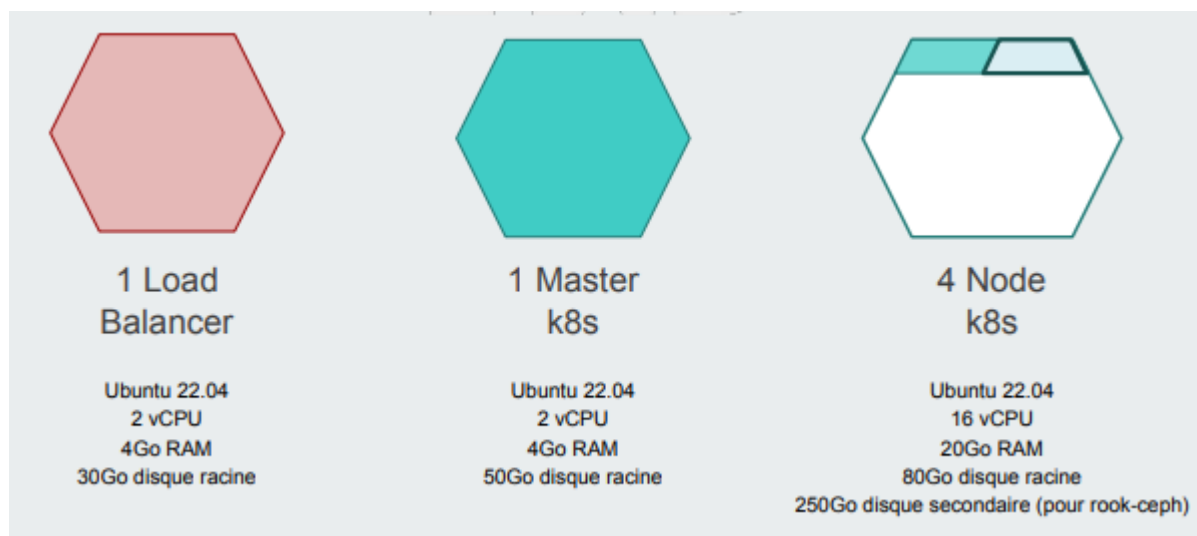 1 Load
Balancer
Ubuntu 22.04
2 vCPU
4Go RAM
30Go disque racine
1 Master
k8s
Ubuntu 22.04
2 vCPU
4Go RAM
50Go disque racine
4 Node
k8s
Ubuntu 22.04
16 vCPU
20Go RAM
80Go disque racine
250Go disque secondaire (pour rook-ceph)